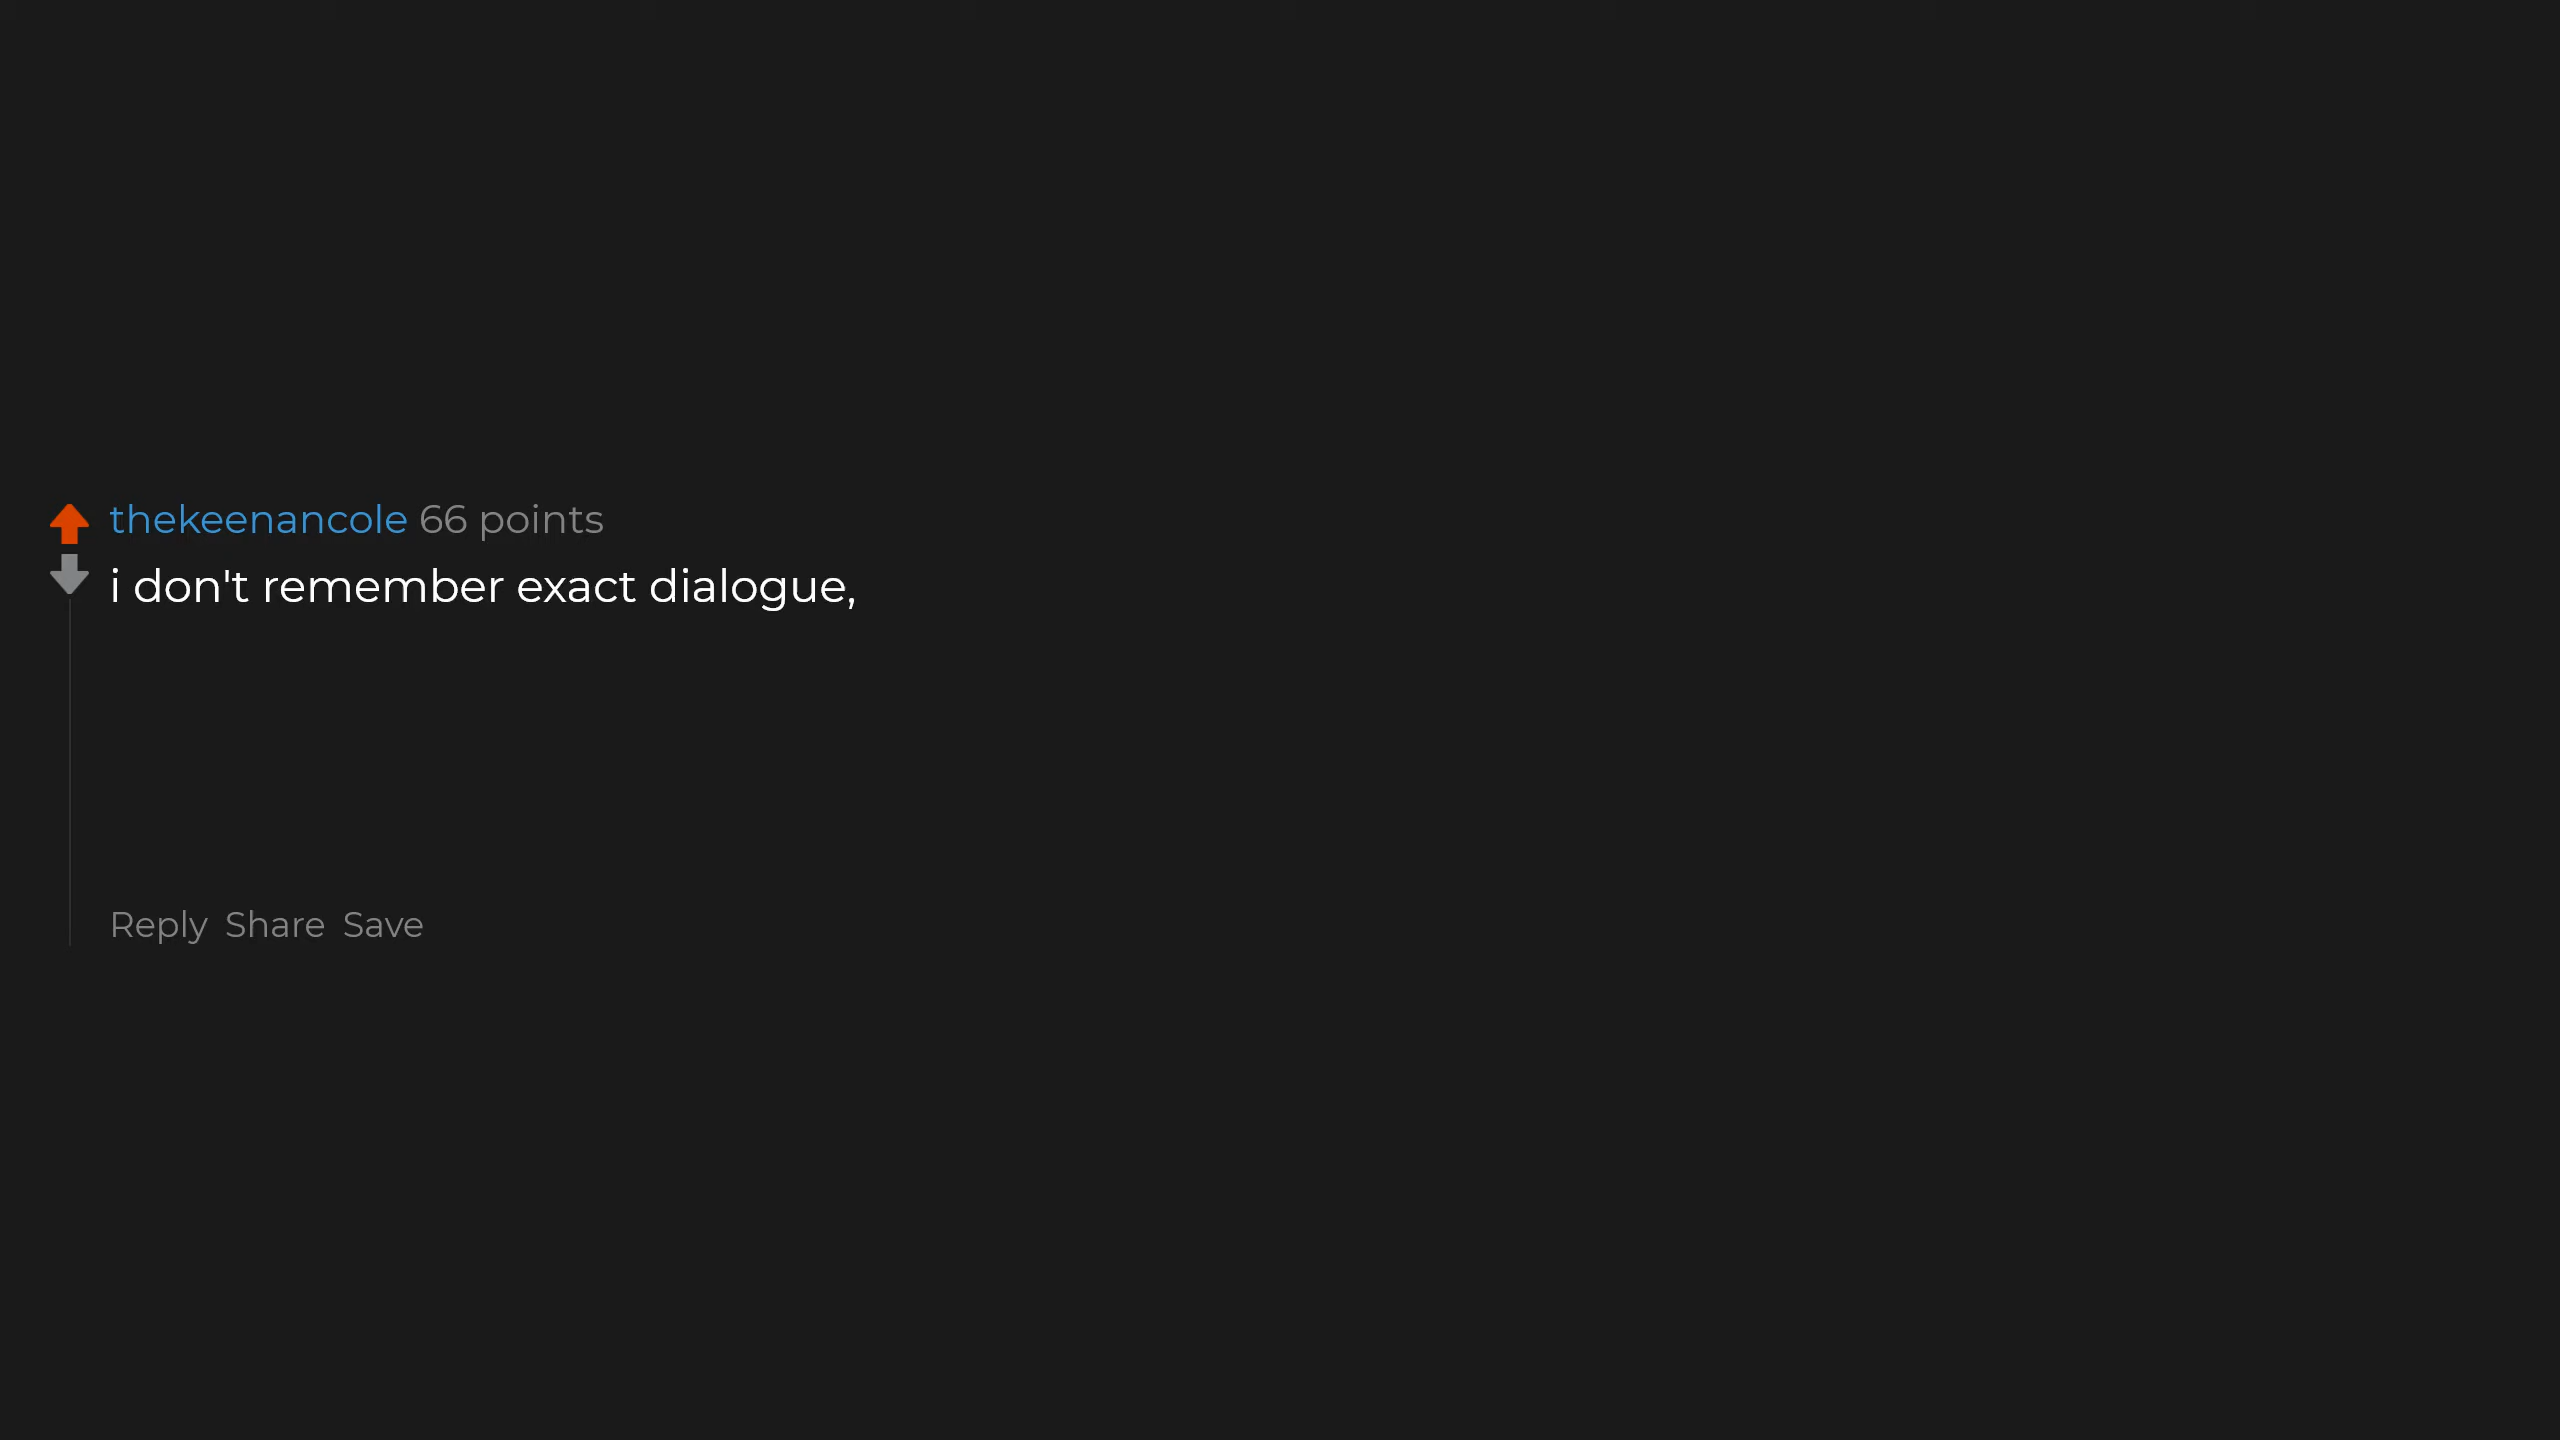 thekeenancole 66 points
i don't remember exact dialogue,
Reply Share Save